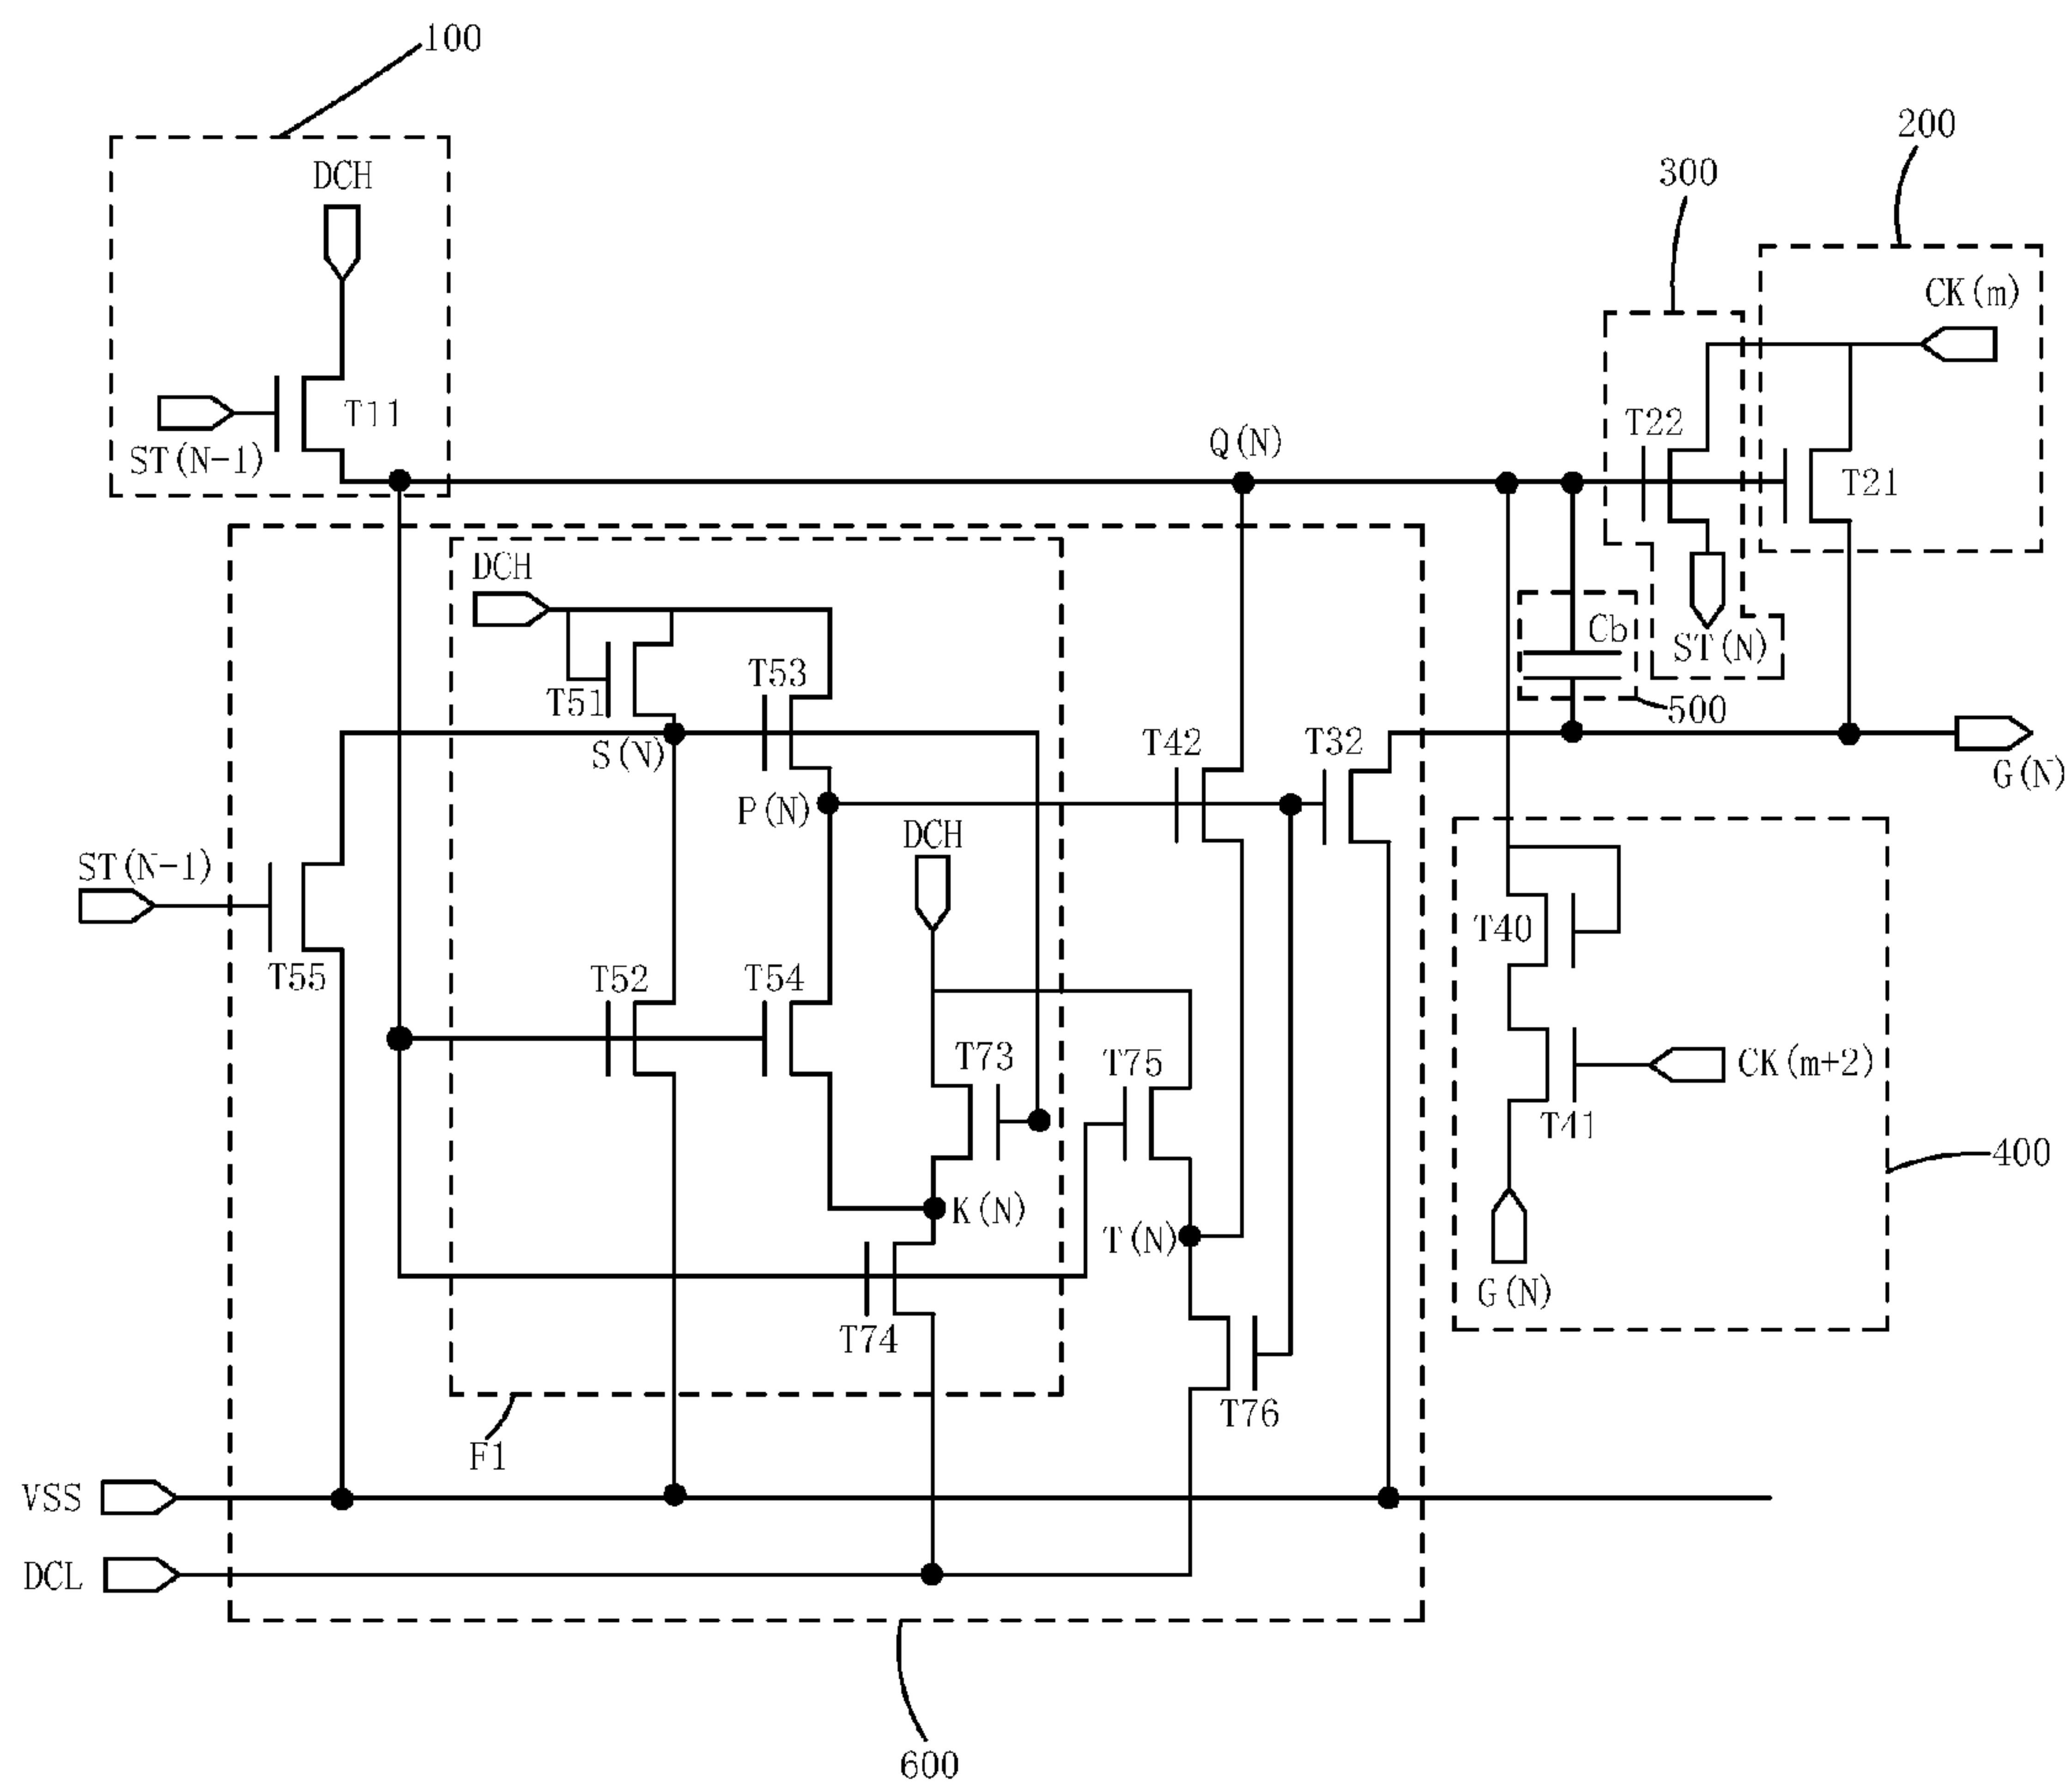 100
200
300
DCH
CK(m)
T11
ST(N-1)
Q(N)
T22
T21
DCH
Cb
ST(N)
T51
T53
500
S(N)
T42
T32
G(N)
P(N)
DCH
ST(N-1)
T55
T52
T54
T40
T73
T75
CK(m+2)
T41
400
K(N)
T(N)
G(N)
T74
T76
F1
VSS
DCL
600